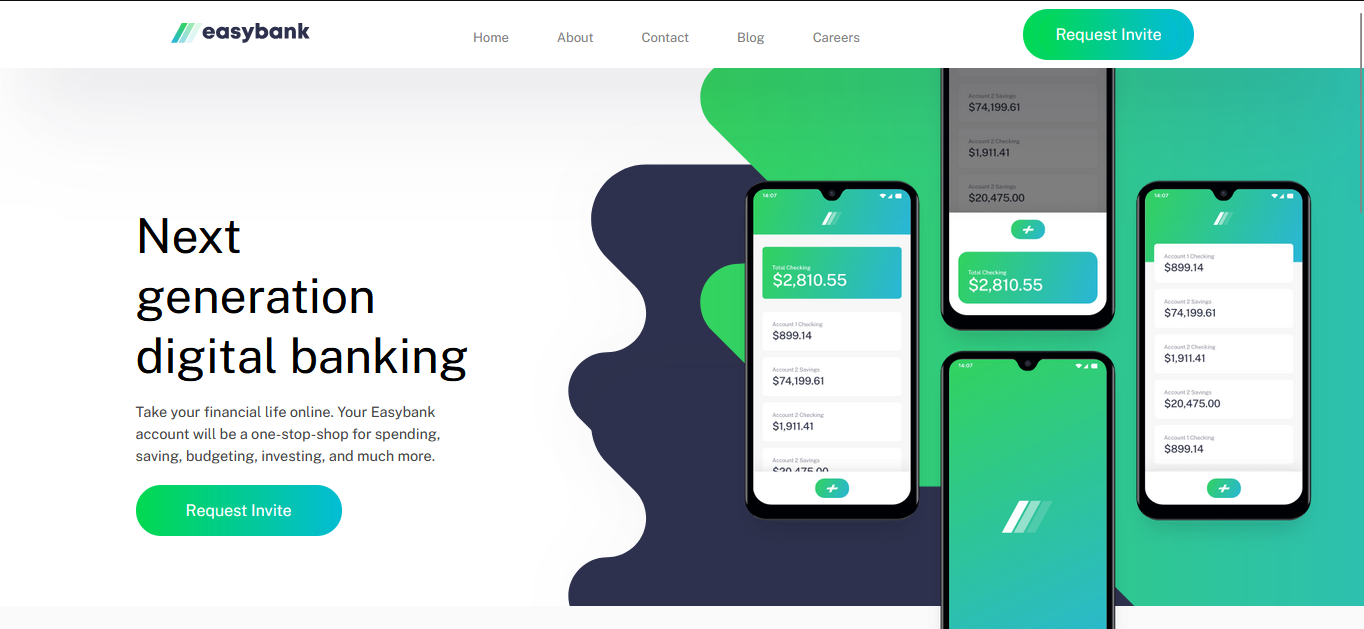 easybank
Home
About
Contact
Blog
Careers
Request Invite
Next
generation
digital banking
Take your financial life online. Your Easybank
account will be a one-stop-shop for spending,
saving, budgeting, investing, and much more.
Request Invite
14:07
Total Checking
$2,810.55
Account 1 Checking
$899.14
Account 2 Savings
$74,199.61
Account 2 Checking
$1,911.41
Account 2 Savings
$20,475.00
Account 2 Savings
$74,199.61
Account 2 Checking
$1,911.41
Account 2 Savings
$20,475.00
Total Checking
$2,810.55
14:07
14:07
Account 1 Checking
$899.14
Account 2 Savings
$74,199.61
Account 2 Checking
$1,911.41
Account 2 Savings
$20,475.00
Account 1 Checking
$899.14